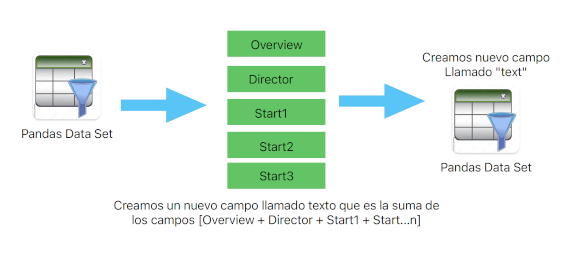 Pandas Data Set
Overview
Director
Start1
Start2
Start3
Creamos nuevo campo
Llamado "text"
Pandas Data Set
Creamos un nuevo campo llamado texto que es la suma de
los campos [Overview + Director + Start1 + Start...n]